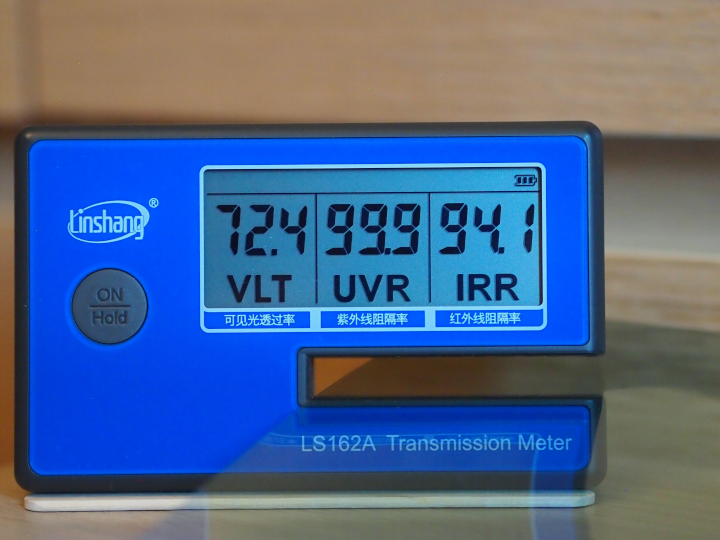 Linshang®
ON
Hold
72.4 99.9 94.1
VLT UVR IRR
可见光透过率 紫外线阻隔率 红外线阻隔率
LS162A Transmission Meter